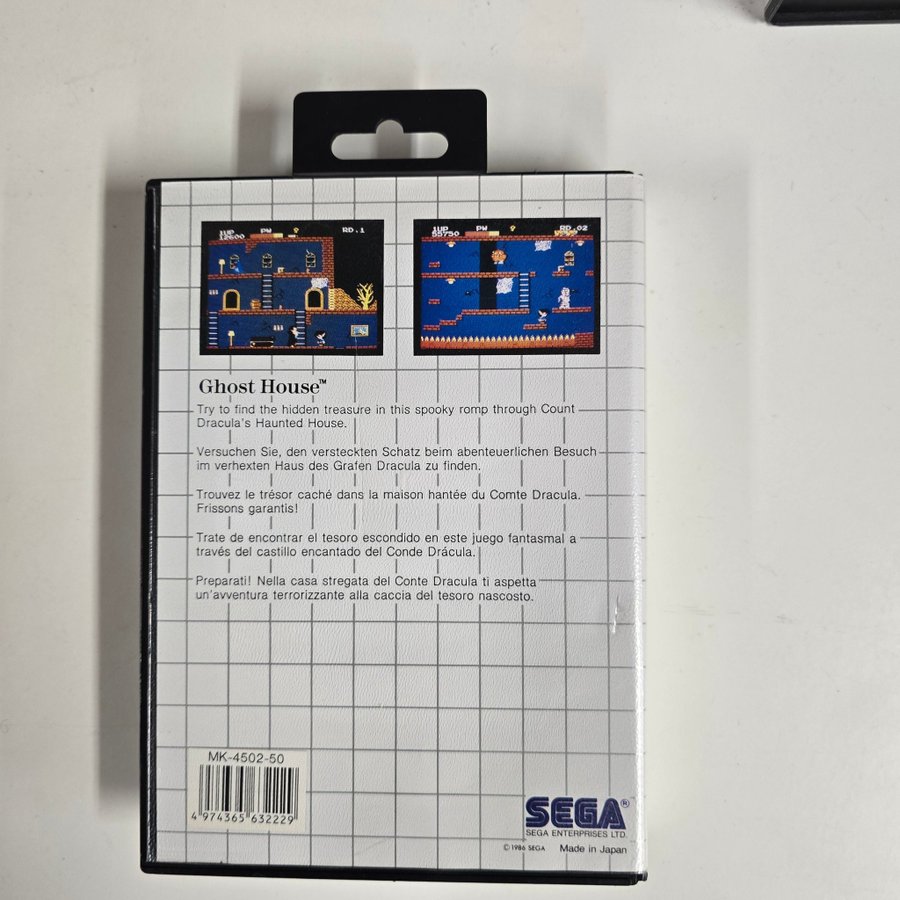 1UP PW RD.1
12600
1UP PW RD.02
55750
Ghost House™
Try to find the hidden treasure in this spooky romp through Count
Dracula's Haunted House.
Versuchen Sie, den versteckten Schatz beim abenteuerlichen Besuch
im verhexten Haus des Grafen Dracula zu finden.
Trouvez le trésor caché dans la maison hantée du Comte Dracula.
Frissons garantis!
Trate de encontrar el tesoro escondido en este juego fantasmal a
través del castillo encantado del Conde Drácula.
Preparati! Nella casa stregata del Conte Dracula ti aspetta
un'avventura terrorizzante alla caccia del tesoro nascosto.
MK-4502-50
4 974365 632229
SEGA®
SEGA ENTERPRISES LTD.
©1986 SEGA Made in Japan